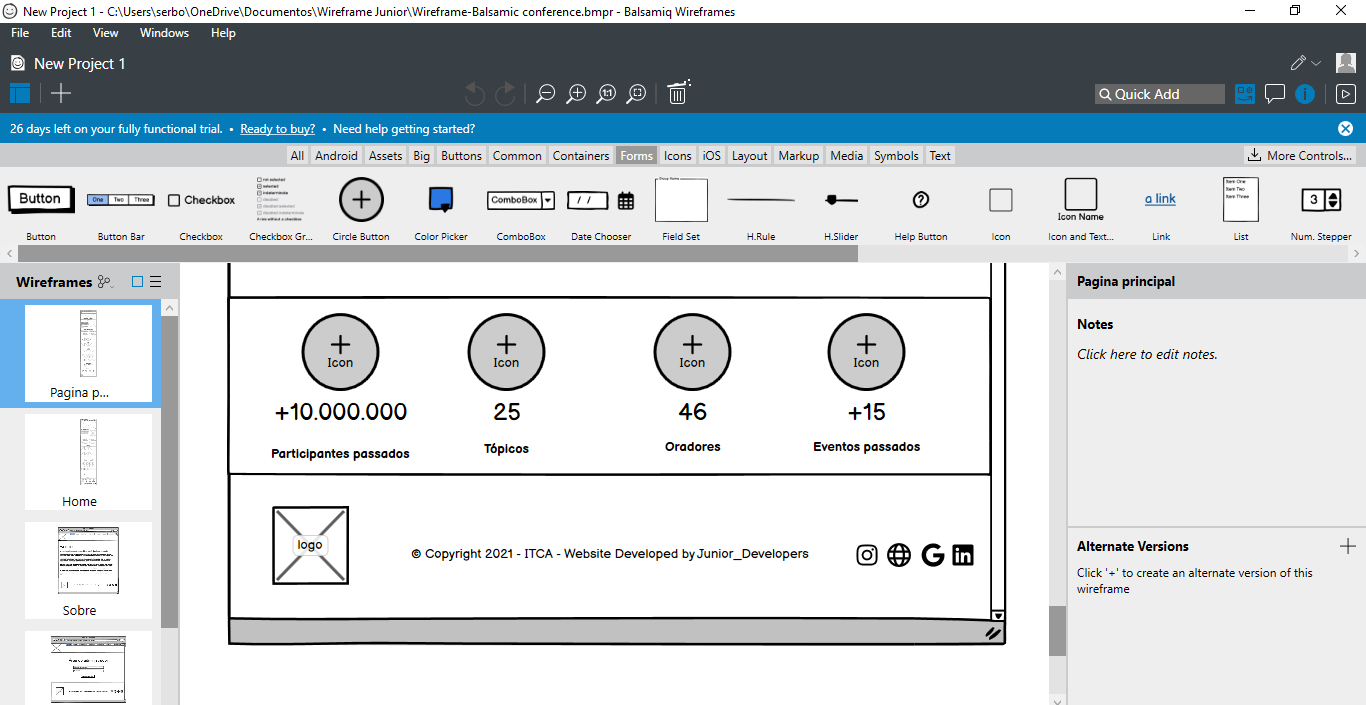 New Project 1 - C:\Users\serbo\OneDrive\Documentos\Wireframe Junior\Wireframe-Balsamic conference.bmpr - Balsamiq Wireframes
File Edit View Windows Help
New Project 1
1:1
Quick Add
26 days left on your fully functional trial. • Ready to buy? • Need help getting started?
All Android Assets Big Buttons Common Containers Forms Icons iOS Layout Markup Media Symbols Text More Controls...
Button One Two Three Checkbox ComboBox / / Icon Name a link Item One Item Two Item Three 3
Button Button Bar Checkbox Checkbox Gr... Circle Button Color Picker ComboBox Date Chooser Field Set H.Rule H.Slider Help Button Icon Icon and Text... Link List Num. Stepper
Wireframes
Pagina p...
Home
Sobre
Icon Icon Icon Icon
+10.000.000 25 46 +15
Participantes passados Tópicos Oradores Eventos passados
logo
© Copyright 2021 - ITCA - Website Developed by Junior_Developers
Pagina principal
Notes
Click here to edit notes.
Alternate Versions
Click '+' to create an alternate version of this
wireframe